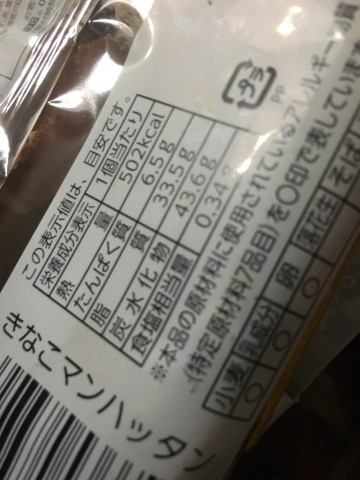 この表示値は、目安です。
栄養成分表示 1個当たり
熱量 502kcal
たんぱく質 6.5g
脂質 33.5g
炭水化物 43.6g
食塩相当量 0.34
※本品の原材料に使用されているアレルギー
(特定原材料7品目)を〇印で表していま
小麦 乳成分 卵 落花生 そば
〇 〇 〇
きなこマンハッタン
プラ
PP